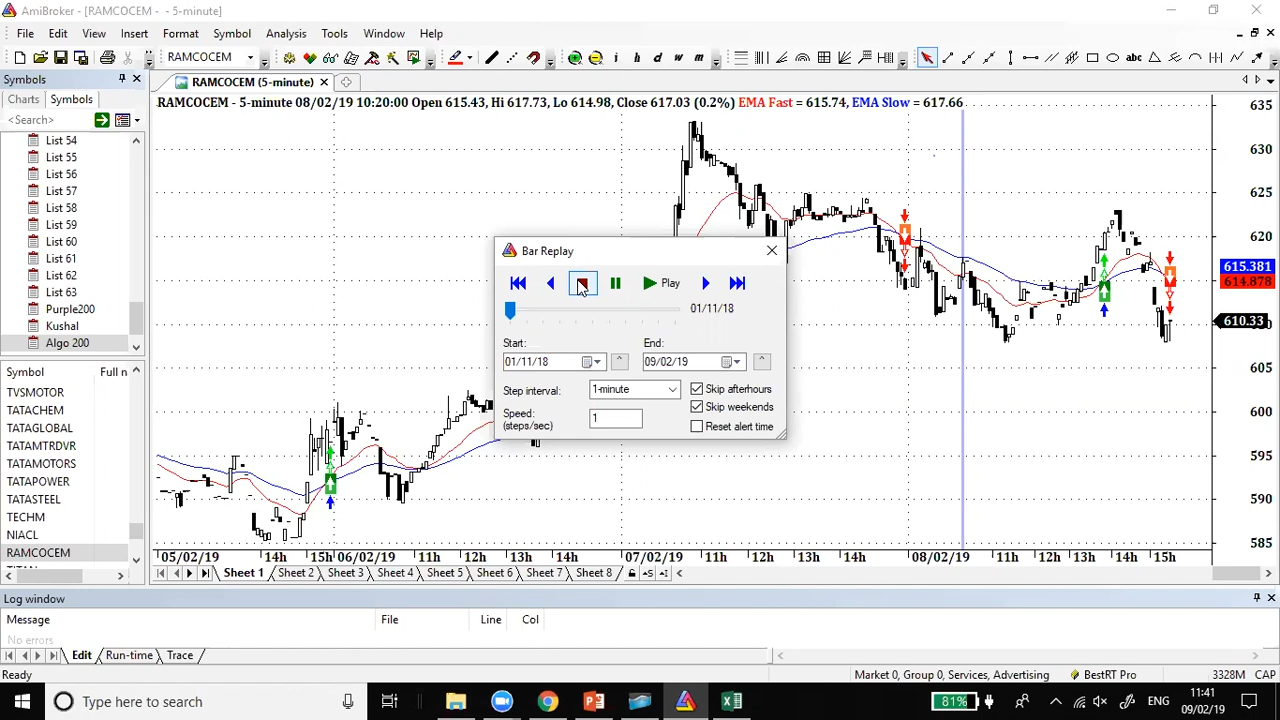 AmiBroker - [RAMCOCEM - - 5-minute]
File Edit View Insert Format Symbol Analysis Tools Window Help
RAMCOCEM
abc
Symbols
RAMCOCEM (5-minute)
Charts Symbols
<Search>
RAMCOCEM - 5-minute 08/02/19 10:20:00 Open 615.43, Hi 617.73, Lo 614.98, Close 617.03 (0.2%) EMA Fast = 615.74, EMA Slow = 617.66
List 54
List 55
List 56
List 57
List 58
List 59
List 60
List 61
List 62
List 63
Purple200
Kushal
Algo 200
Symbol Full n
TVSMOTOR
TATACHEM
TATAGLOBAL
TATAMTRDVR
TATAMOTORS
TATAPOWER
TATASTEEL
TECHM
NIACL
RAMCOCEM
635
630
625
620
615.381
614.878
610.33
605
600
595
590
585
Bar Replay
Play
01/11/18
Start: End:
01/11/18 09/02/19
Step interval: 1-minute Skip afterhours
Skip weekends
Speed: 1
(steps/sec) Reset alert time
05/02/19 14h 15h 06/02/19 11h 12h 13h 14h 07/02/19 11h 12h 13h 14h 08/02/19 11h 12h 13h 14h 15h
Sheet 1 Sheet 2 Sheet 3 Sheet 4 Sheet 5 Sheet 6 Sheet 7 Sheet 8
Log window
Message File Line Col
No errors
Edit Run-time Trace
Ready Market 0, Group 0, Services, Advertising BestRT Pro 3328M CAP
Type here to search 81% ENG 11:41
09/02/19